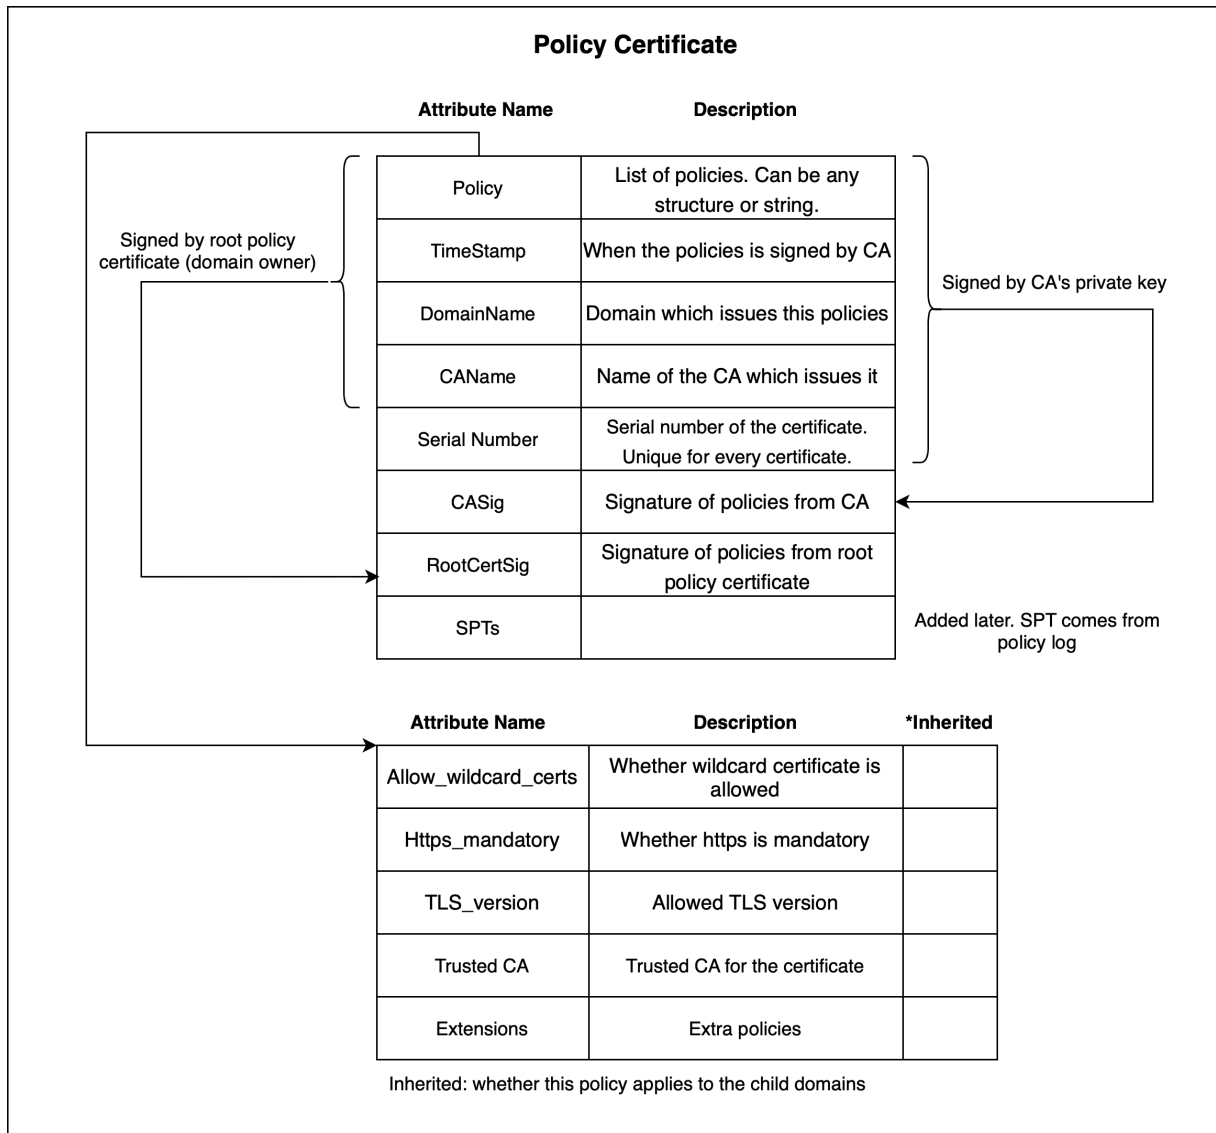 Policy Certificate
Attribute Name
Description
Policy
List of policies. Can be any
structure or string.
Signed by root policy
certificate (domain owner)
TimeStamp
When the policies is signed by CA
Signed by CA's private key
DomainName
Domain which issues this policies
CAName
Name of the CA which issues it
Serial Number
Serial number of the certificate.
Unique for every certificate.
CASig
Signature of policies from CA
RootCertSig
Signature of policies from root
policy certificate
SPTs
Added later. SPT comes from
policy log
Attribute Name
Description
*Inherited
Allow_wildcard_certs
Whether wildcard certificate is
allowed
Https_mandatory
Whether https is mandatory
TLS_version
Allowed TLS version
Trusted CA
Trusted CA for the certificate
Extensions
Extra policies
Inherited: whether this policy applies to the child domains